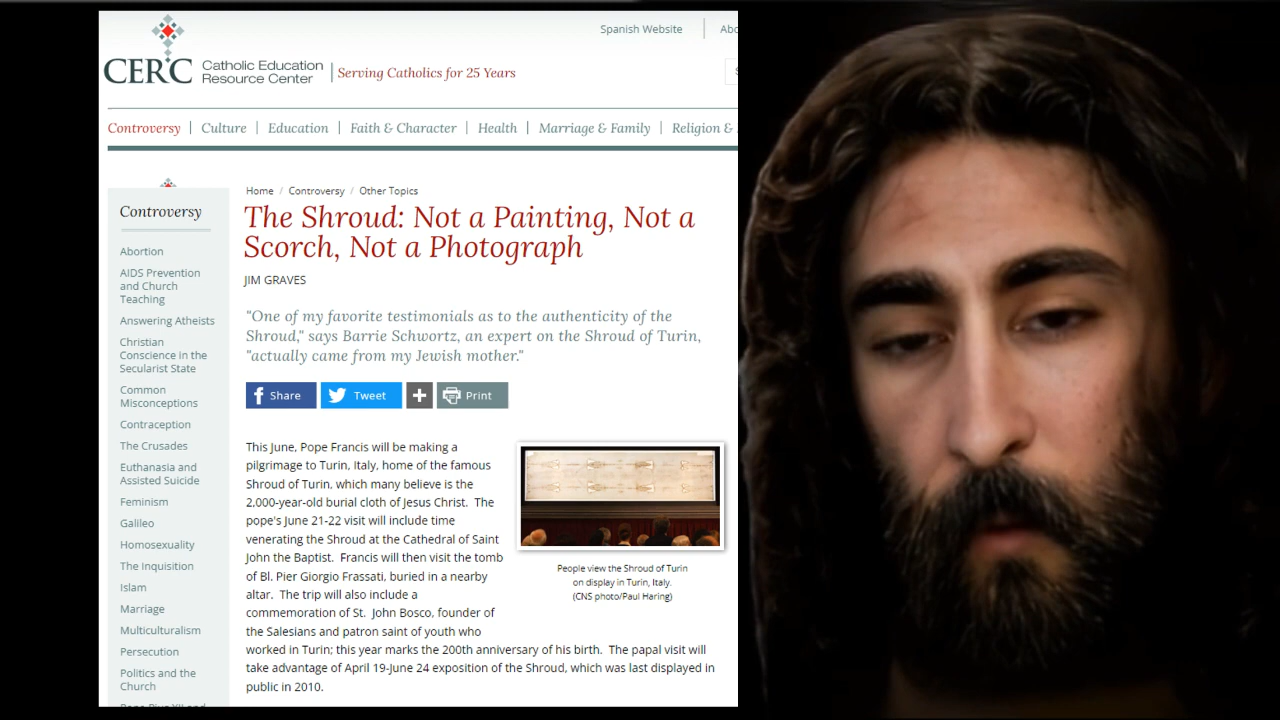 Spanish Website
CERC Catholic Education
Resource Center
Serving Catholics for 25 Years
Controversy
Culture
Education
Faith & Character
Health
Marriage & Family
Religion &
Controversy
Abortion
AIDS Prevention
and Church
Teaching
Answering Atheists
Christian
Conscience in the
Secularist State
Common
Misconceptions
Contraception
The Crusades
Euthanasia and
Assisted Suicide
Feminism
Galileo
Homosexuality
The Inquisition
Islam
Marriage
Multiculturalism
Persecution
Politics and the
Church
Home / Controversy / Other Topics
The Shroud: Not a Painting, Not a
Scorch, Not a Photograph
JIM GRAVES
"One of my favorite testimonials as to the authenticity of the
Shroud," says Barrie Schwortz, an expert on the Shroud of Turin,
"actually came from my Jewish mother."
Share
Tweet
Print
This June, Pope Francis will be making a
pilgrimage to Turin, Italy, home of the famous
Shroud of Turin, which many believe is the
2,000-year-old burial cloth of Jesus Christ. The
pope's June 21-22 visit will include time
venerating the Shroud at the Cathedral of Saint
John the Baptist. Francis will then visit the tomb
of Bl. Pier Giorgio Frassati, buried in a nearby
altar. The trip will also include a
commemoration of St. John Bosco, founder of
the Salesians and patron saint of youth who
worked in Turin; this year marks the 200th anniversary of his birth. The papal visit will
take advantage of April 19-June 24 exposition of the Shroud, which was last displayed in
public in 2010.
People view the Shroud of Turin
on display in Turin, Italy.
(CNS photo/Paul Haring)